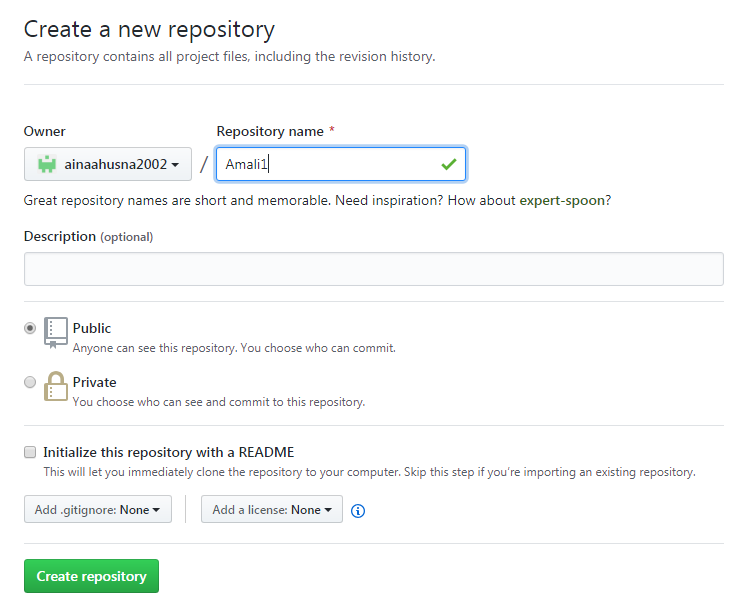 Create a new repository
A repository contains all project files, including the revision history.
Owner
Repository name *
ainaahusna2002
/
Amali1
Great repository names are short and memorable. Need inspiration? How about expert-spoon?
Description (optional)
Public
Anyone can see this repository. You choose who can commit.
Private
You choose who can see and commit to this repository.
Initialize this repository with a README
This will let you immediately clone the repository to your computer. Skip this step if you're importing an existing repository.
Add .gitignore: None
Add a license: None
Create repository